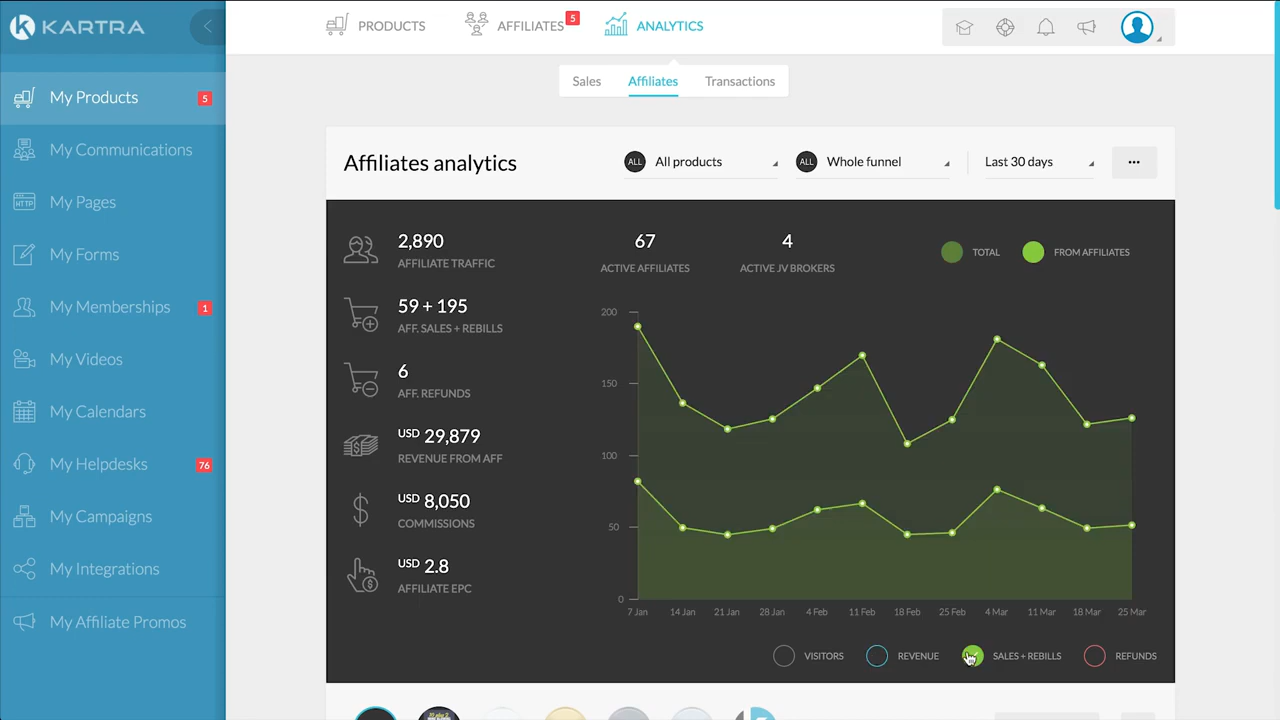 KARTRA
PRODUCTS
AFFILIATES
5
ANALYTICS
My Products
5
My Communications
HTTP
My Pages
My Forms
My Memberships
1
My Videos
My Calendars
My Helpdesks
76
My Campaigns
My Integrations
My Affiliate Promos
Sales
Affiliates
Transactions
Affiliates analytics
ALL All products
ALL Whole funnel
Last 30 days
2,890
AFFILIATE TRAFFIC
59 + 195
AFF. SALES + REBILLS
6
AFF. REFUNDS
USD 29,879
REVENUE FROM AFF
USD 8,050
COMMISSIONS
USD 2.8
AFFILIATE EPC
67
ACTIVE AFFILIATES
4
ACTIVE JV BROKERS
TOTAL
FROM AFFILIATES
200
150
100
50
0
7 Jan 14 Jan 21 Jan 28 Jan 4 Feb 11 Feb 18 Feb 25 Feb 4 Mar 11 Mar 18 Mar 25 Mar
VISITORS
REVENUE
SALES + REBILLS
REFUNDS